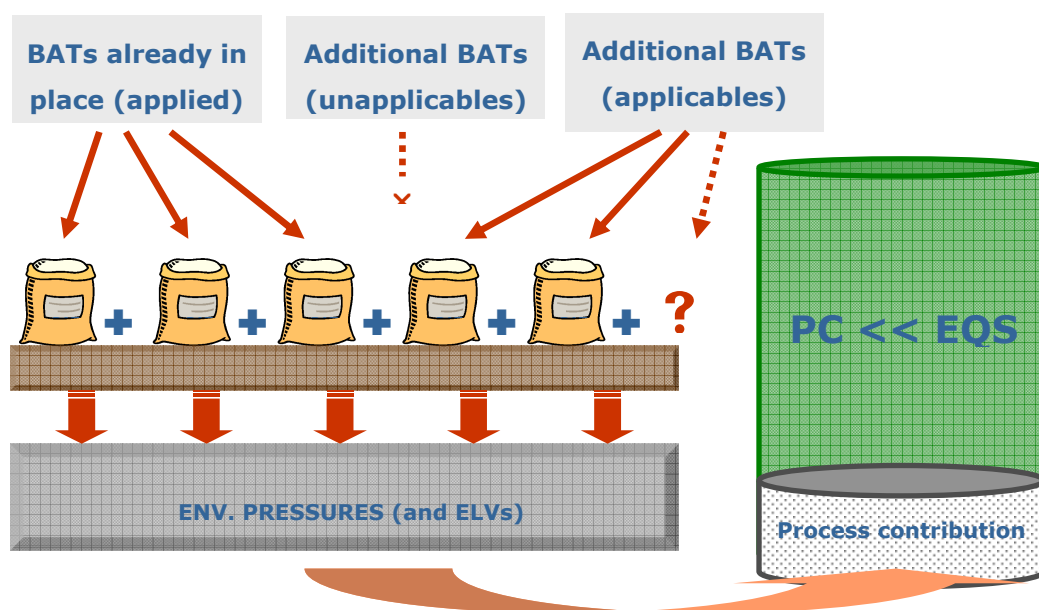 BATs already in
place (applied)
Additional BATs
(unapplicables)
Additional BATs
(applicables)
+ + + + + ?
PC << EQS
ENV. PRESSURES (and ELVs)
Process contribution